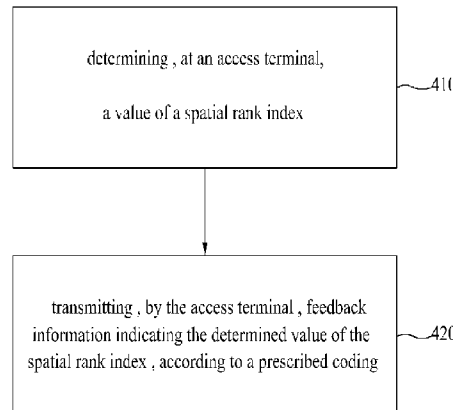 determining , at an access terminal,
a value of a spatial rank index
410
transmitting , by the access terminal , feedback
information indicating the determined value of the
spatial rank index , according to a prescribed coding
420